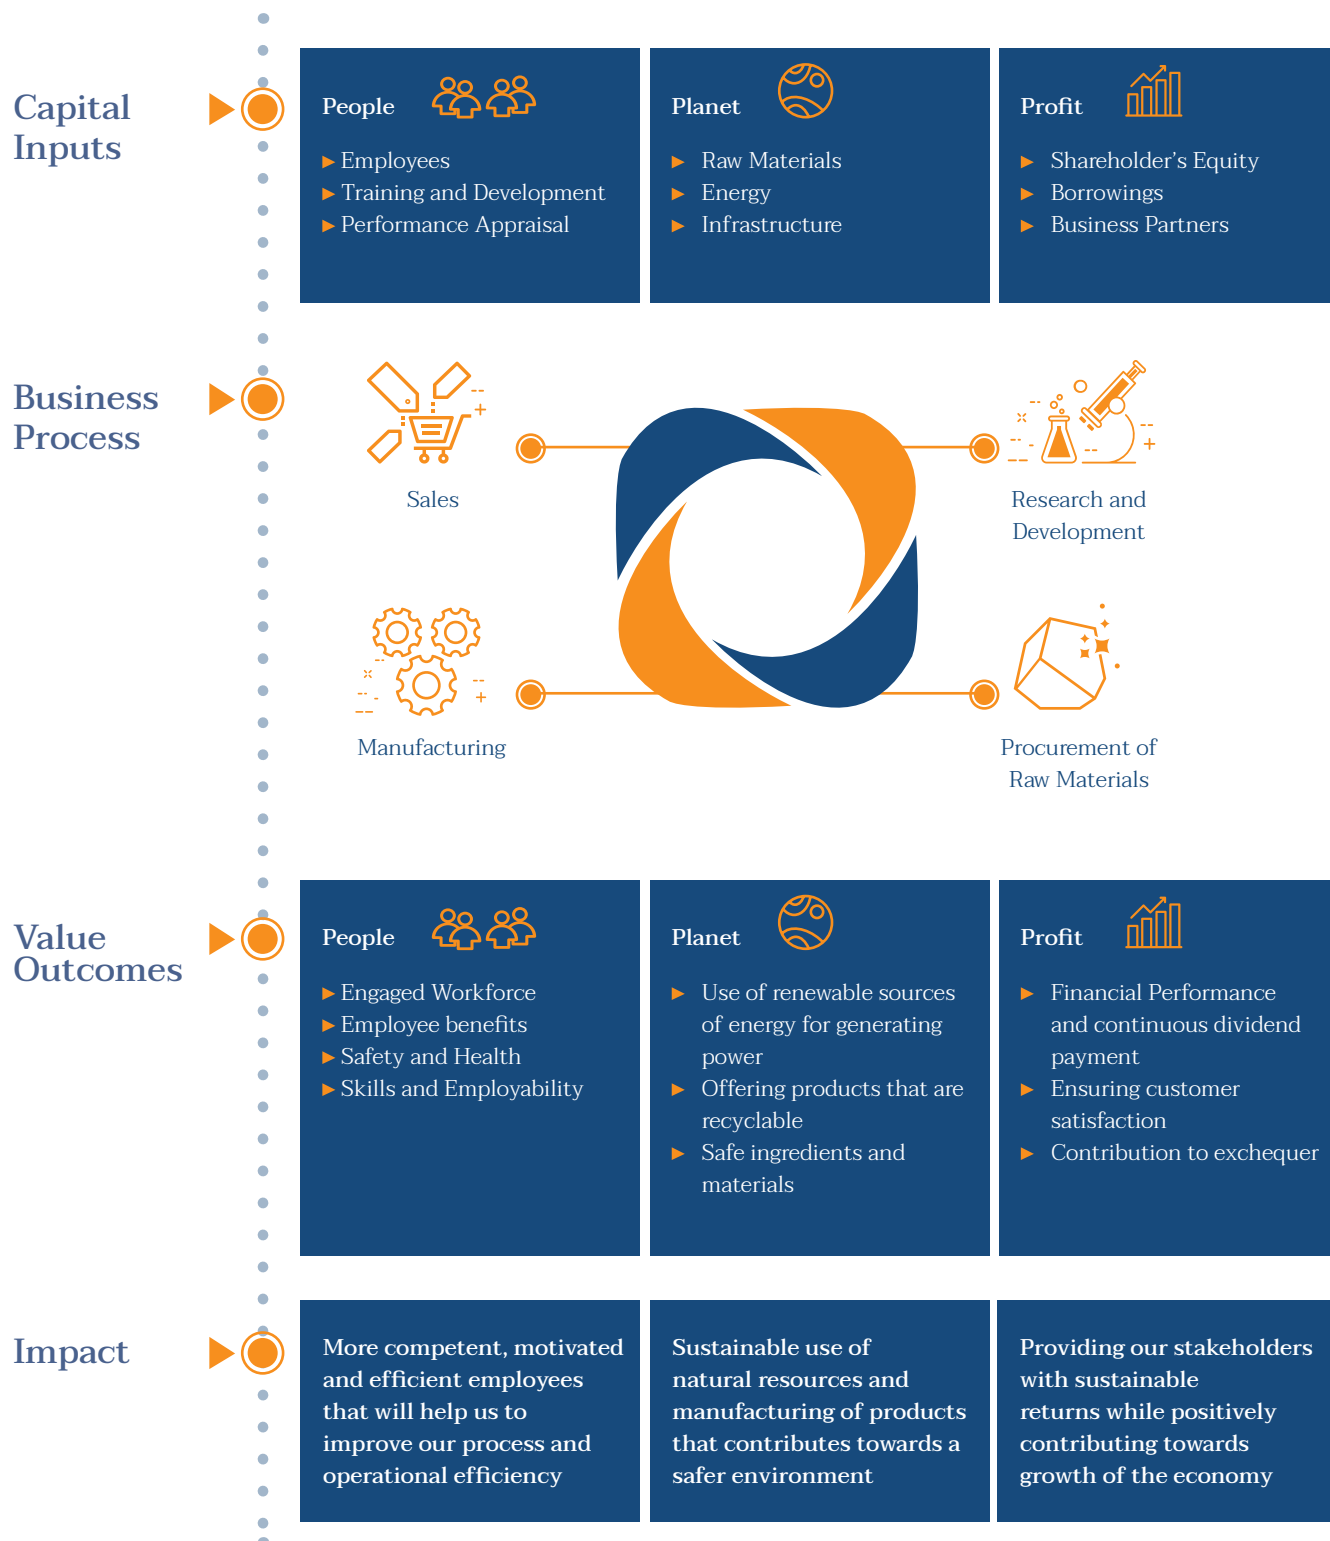 Capital
Inputs
People
Employees
Training and Development
Performance Appraisal
Planet
Raw Materials
Energy
Infrastructure
Profit
Shareholder’s Equity
Borrowings
Business Partners
Business
Process
Sales
Research and
Development
Manufacturing
Procurement of
Raw Materials
Value
Outcomes
People
Engaged Workforce
Employee benefits
Safety and Health
Skills and Employability
Planet
Use of renewable sources
of energy for generating
power
Offering products that are
recyclable
Safe ingredients and
materials
Profit
Financial Performance
and continuous dividend
payment
Ensuring customer
satisfaction
Contribution to exchequer
Impact
More competent, motivated
and efficient employees
that will help us to
improve our process and
operational efficiency
Sustainable use of
natural resources and
manufacturing of products
that contributes towards a
safer environment
Providing our stakeholders
with sustainable
returns while positively
contributing towards
growth of the economy